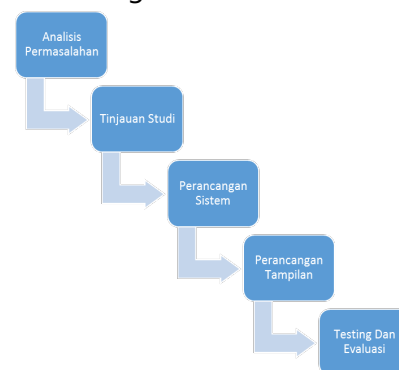 Analisis
Permasalahan
Tinjauan Studi
Perancangan
Sistem
Perancangan
Tampilan
Testing Dan
Evaluasi